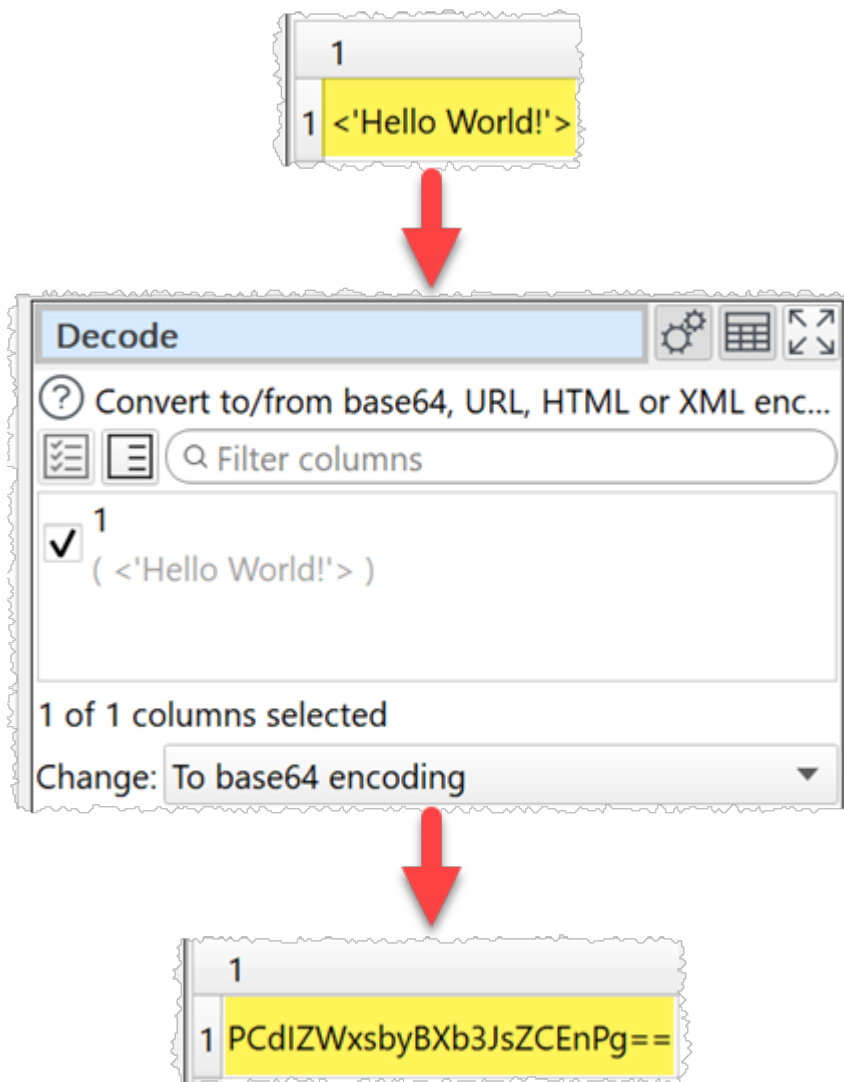 1
1 <'Hello World!'>
Decode
? Convert to/from base64, URL, HTML or XML enc...
Filter columns
1
( <'Hello World!'> )
1 of 1 columns selected
Change: To base64 encoding
1
1 PCdIZWxsbyBXb3JsZCEnPg==